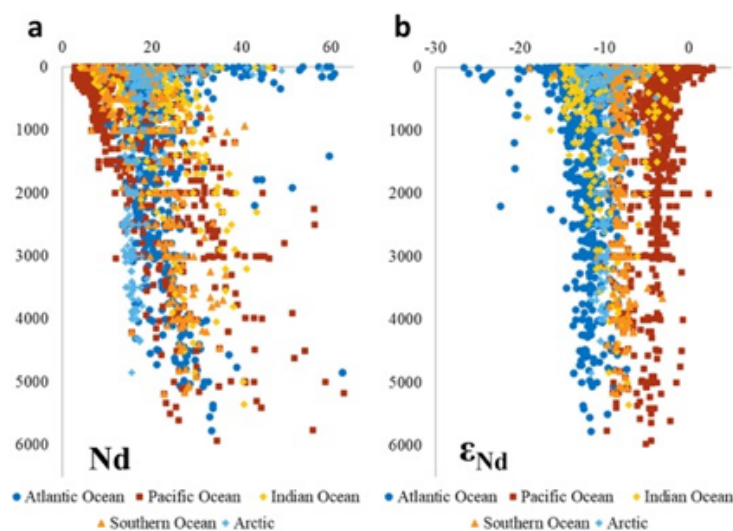 a
0 20 40 60
0
1000
2000
3000
4000
5000
6000
Nd
Atlantic Ocean Pacific Ocean Indian Ocean
Southern Ocean Arctic
b
-30 -20 -10 0
0
1000
2000
3000
4000
5000
6000
εNd
Atlantic Ocean Pacific Ocean Indian Ocean
Southern Ocean Arctic